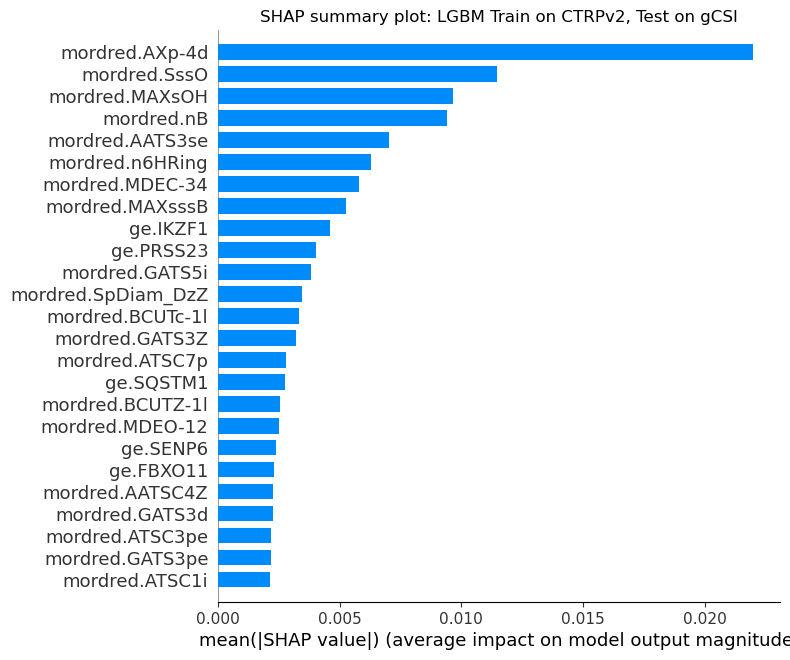 SHAP summary plot: LGBM Train on CTRPv2, Test on gCSI
mordred.AXp-4d
mordred.SssO
mordred.MAXsOH
mordred.nB
mordred.AATS3se
mordred.n6HRing
mordred.MDEC-34
mordred.MAXsssB
ge.IKZF1
ge.PRSS23
mordred.GATS5i
mordred.SpDiam_DzZ
mordred.BCUTc-1l
mordred.GATS3Z
mordred.ATSC7p
ge.SQSTM1
mordred.BCUTZ-1l
mordred.MDEO-12
ge.SENP6
ge.FBXO11
mordred.AATSC4Z
mordred.GATS3d
mordred.ATSC3pe
mordred.GATS3pe
mordred.ATSC1i
0.000 0.005 0.010 0.015 0.020
mean(|SHAP value|) (average impact on model output magnitude